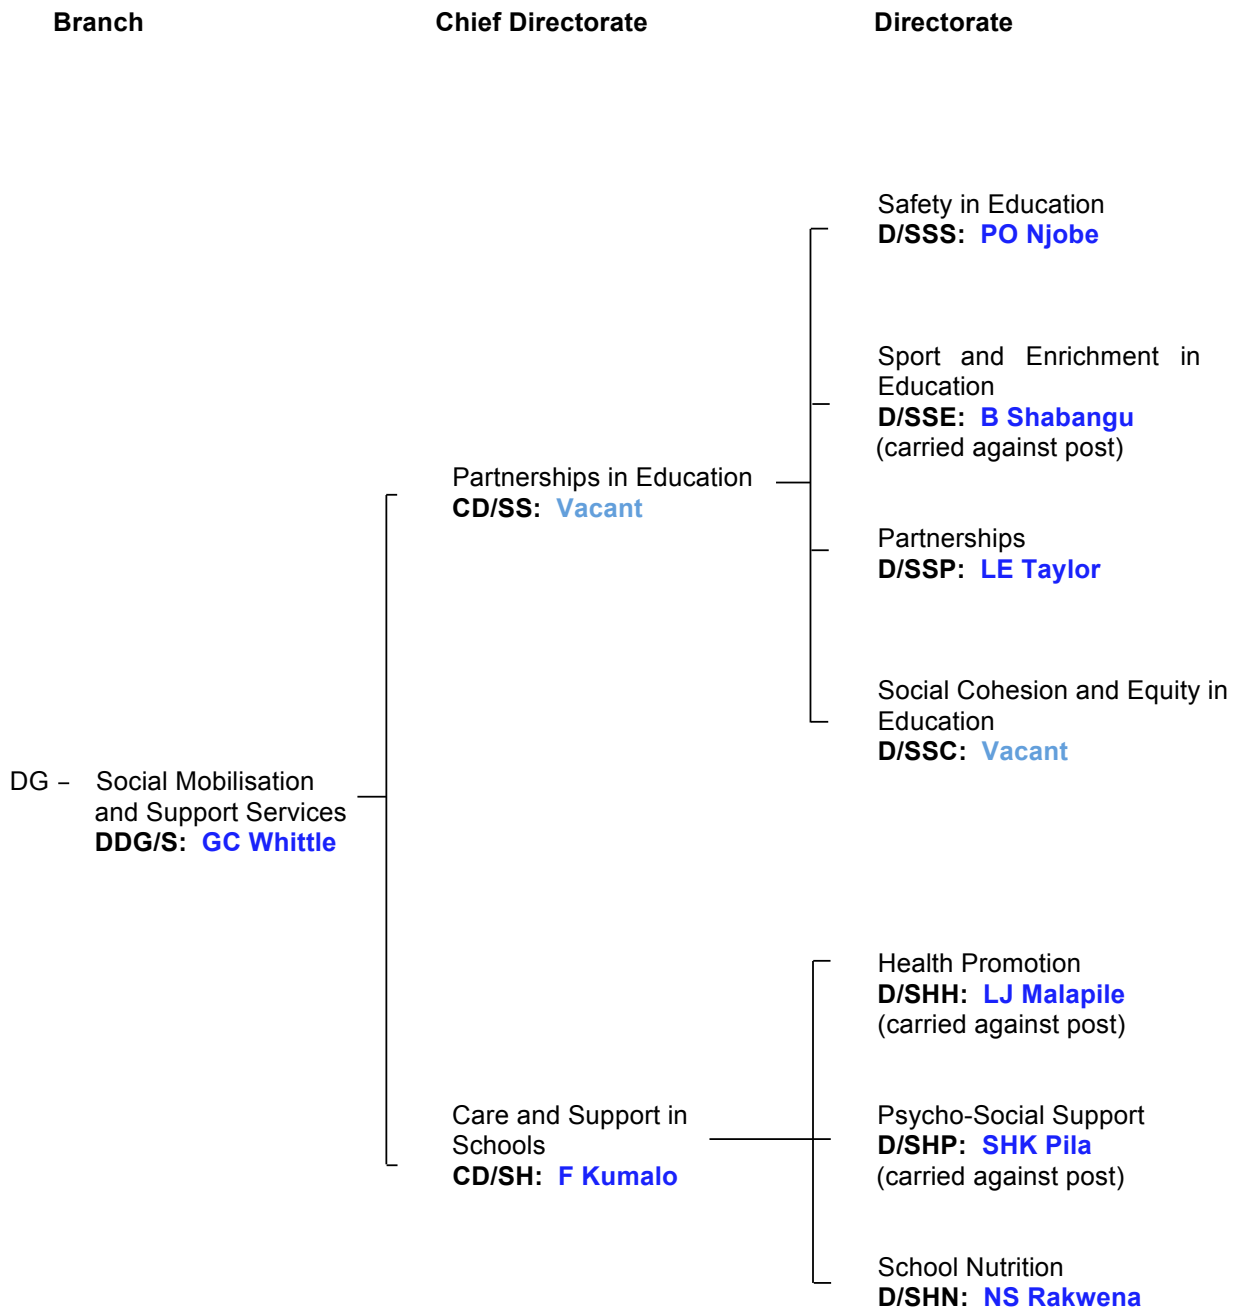 Branch Chief Directorate Directorate
Safety in Education
D/SSS: PO Njobe
Sport and Enrichment in
Education
D/SSE: B Shabangu
(carried against post)
Partnerships in Education
CD/SS: Vacant
Partnerships
D/SSP: LE Taylor
Social Cohesion and Equity in
Education
D/SSC: Vacant
DG – Social Mobilisation
and Support Services
DDG/S: GC Whittle
Health Promotion
D/SHH: LJ Malapile
(carried against post)
Care and Support in
Schools
CD/SH: F Kumalo
Psycho-Social Support
D/SHP: SHK Pila
(carried against post)
School Nutrition
D/SHN: NS Rakwena